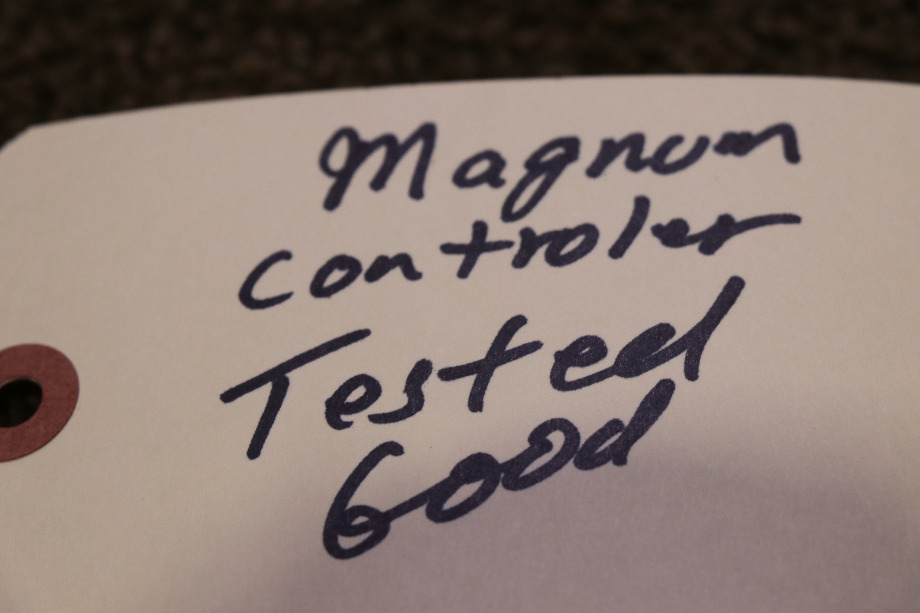 Magnum
controler
Tested
Good